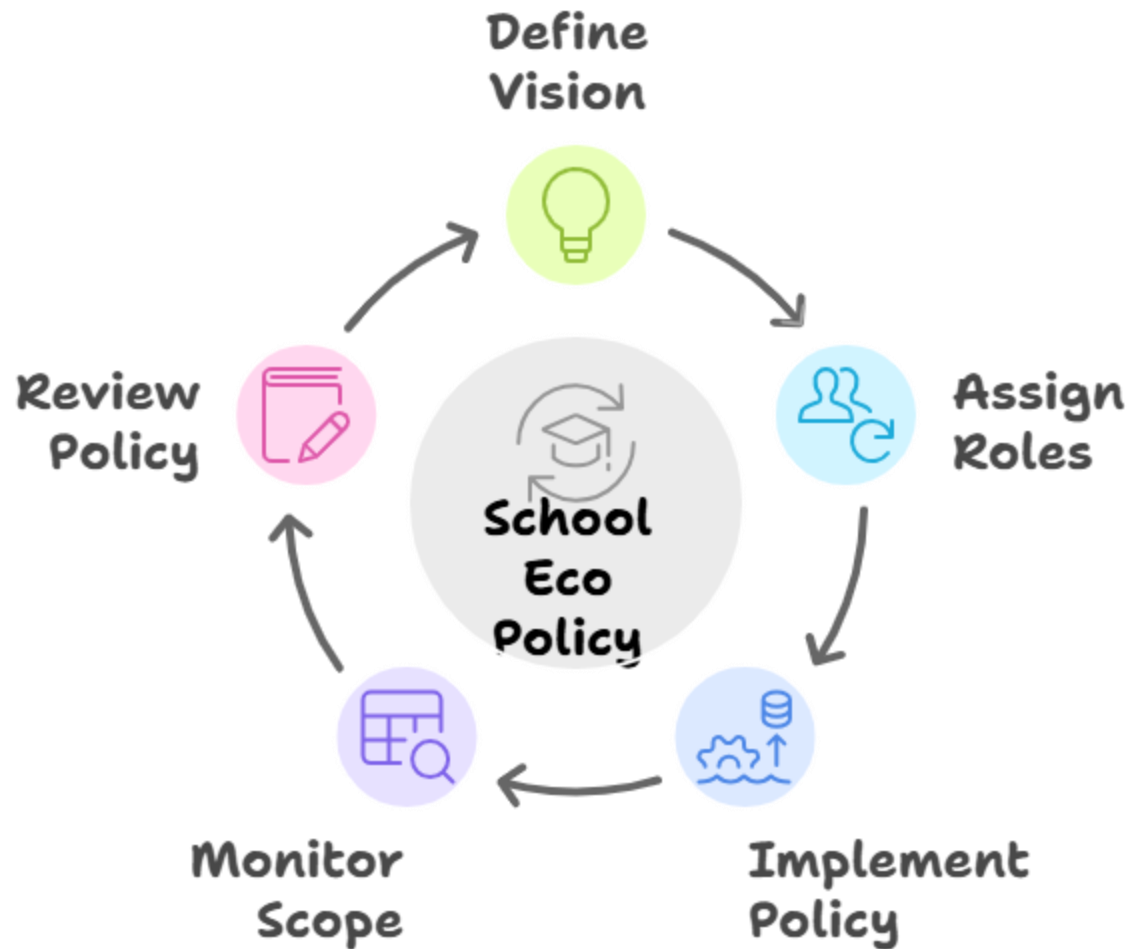 Define
Vision
Assign
Roles
Implement
Policy
Monitor
Scope
Review
Policy
School
Eco
Policy